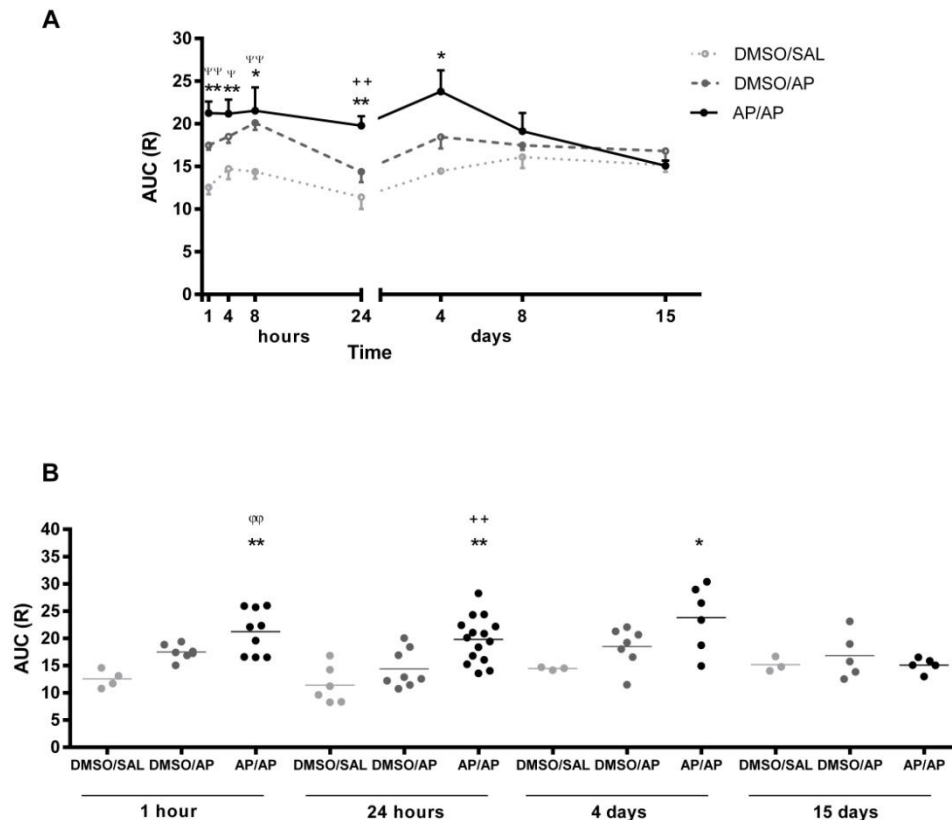 A
30
25
20
15
10
5
0
AUC (R)
ΨΨ Ψ ΨΨ
** ** *
++
**
*
DMSO/SAL
DMSO/AP
AP/AP
1 4 8 24 4 8 15
hours days
Time
B
40
35
30
25
20
15
10
5
0
AUC (R)
φφ ++
** ** *
DMSO/SAL DMSO/AP AP/AP DMSO/SAL DMSO/AP AP/AP DMSO/SAL DMSO/AP AP/AP DMSO/SAL DMSO/AP AP/AP
1 hour 24 hours 4 days 15 days